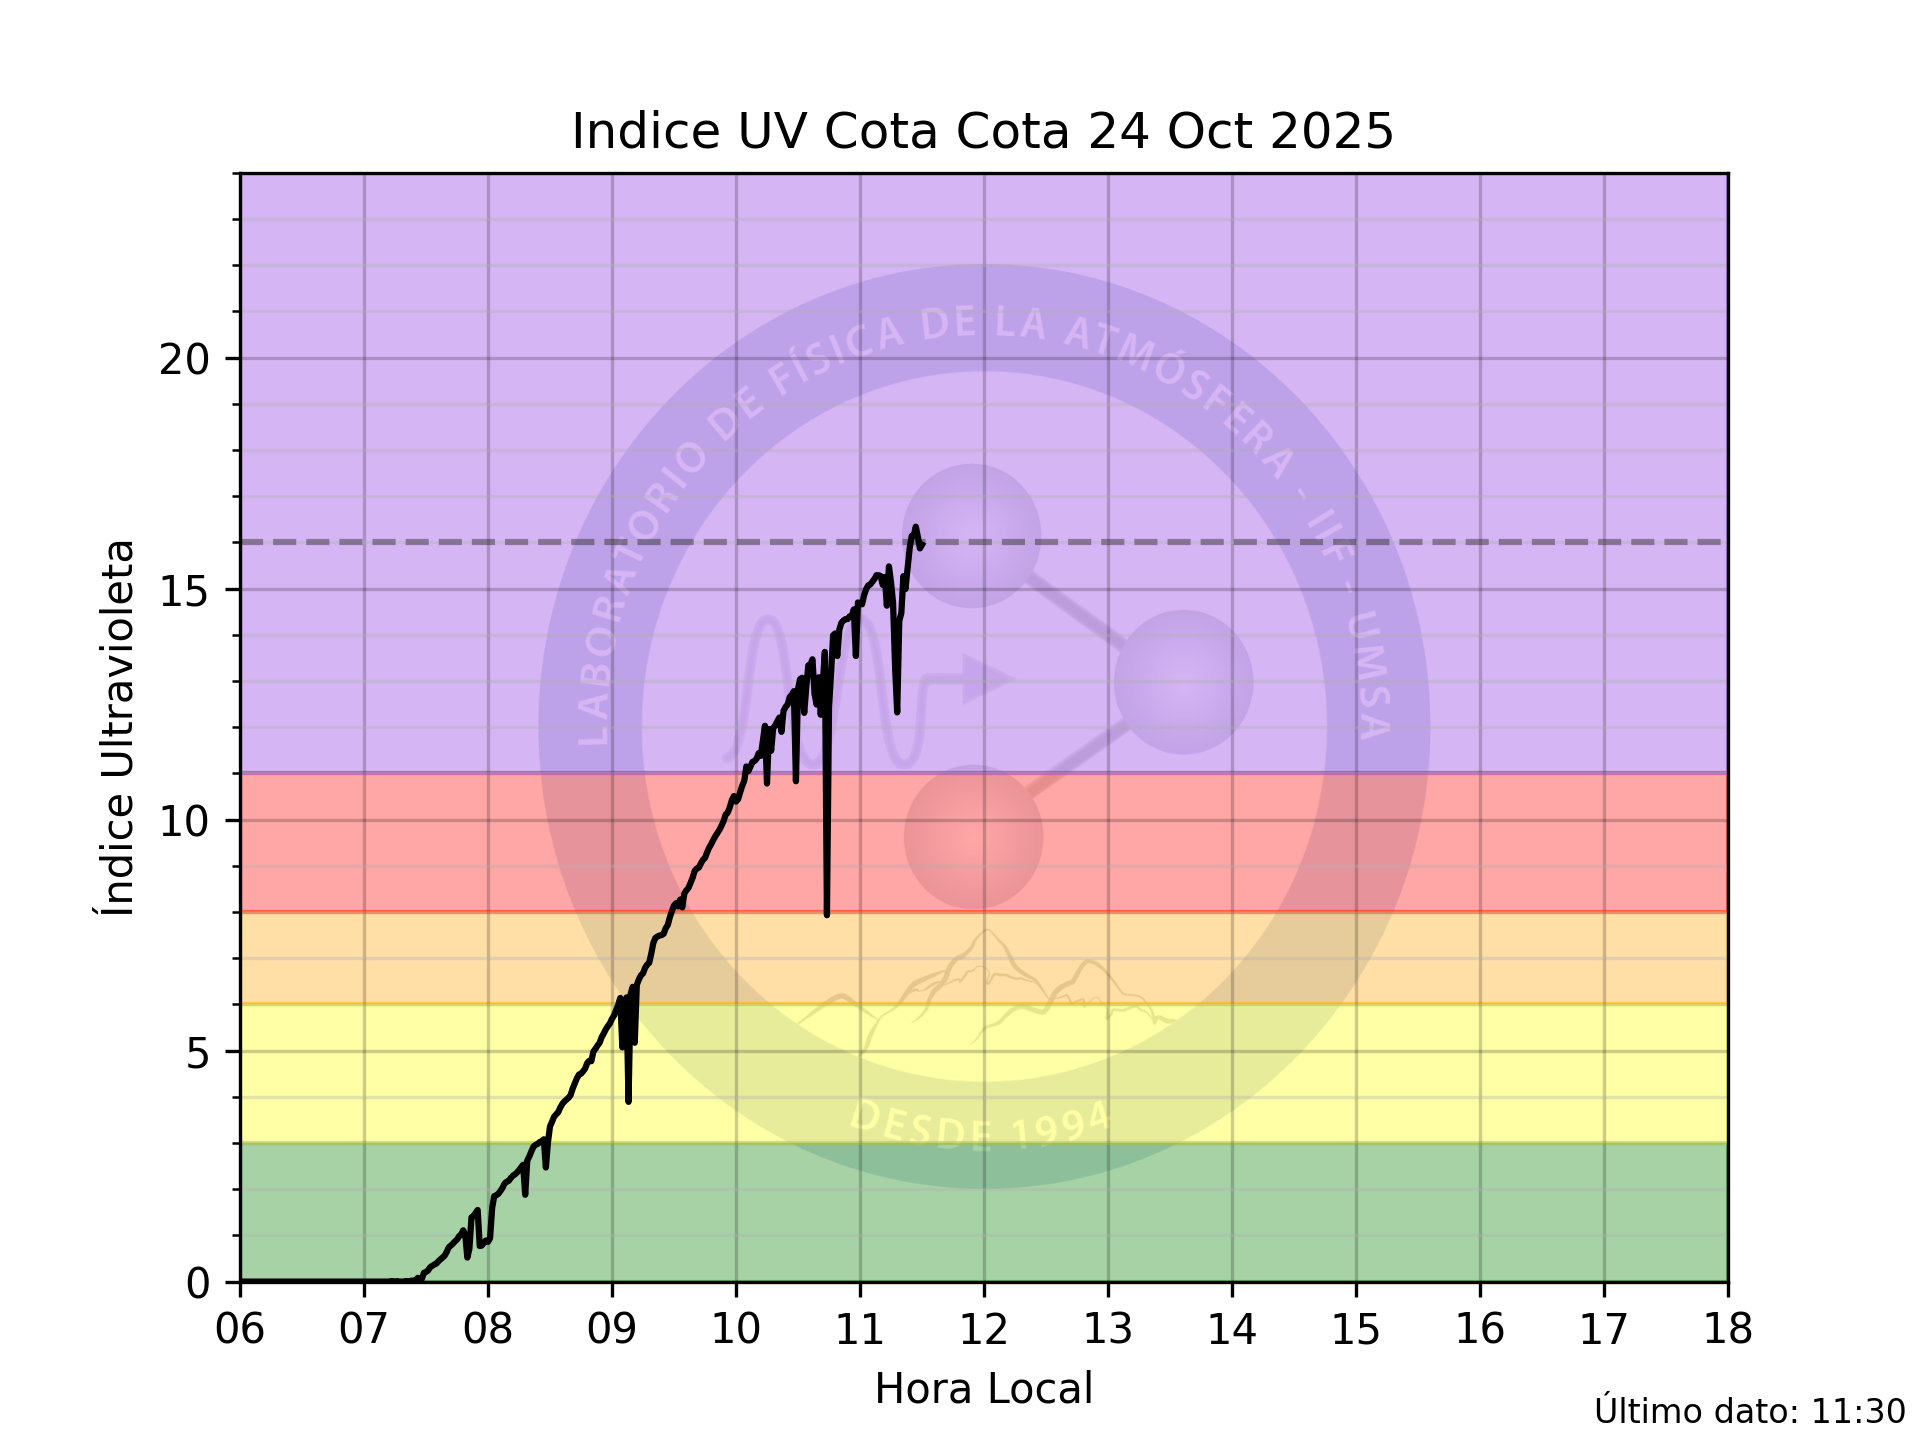 Indice UV Cota Cota 24 Oct 2025
LABORATORIO DE FÍSICA DE LA ATMÓSFERA - IIF - UMSA
DESDE 1994
Índice Ultravioleta
20
15
10
5
0
06 07 08 09 10 11 12 13 14 15 16 17 18
Hora Local
Último dato: 11:30